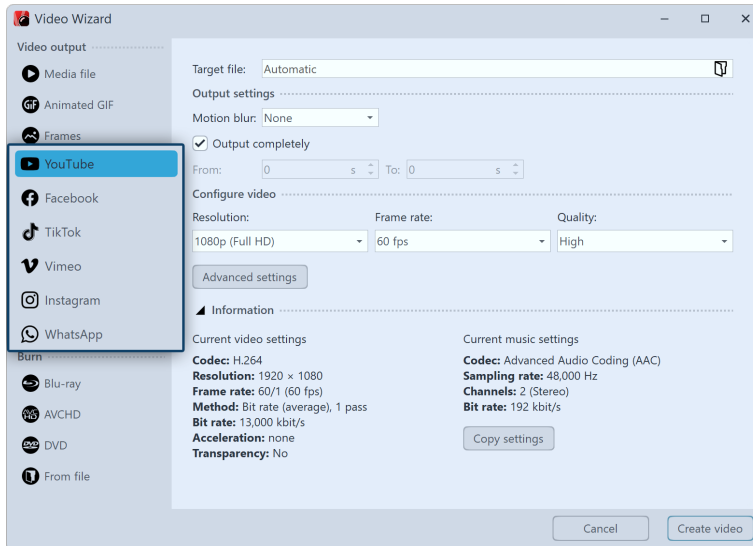 Video Wizard
Video output
Media file
GIF Animated GIF
Frames
YouTube
Facebook
TikTok
Vimeo
Instagram
WhatsApp
Burn
Blu-ray
AVC HD AVCHD
DVD DVD
From file
Target file: Automatic
Output settings
Motion blur: None
Output completely
From: 0 s To: 0 s
Configure video
Resolution: Frame rate: Quality:
1080p (Full HD) 60 fps High
Advanced settings
Information
Current video settings
Codec: H.264
Resolution: 1920 × 1080
Frame rate: 60/1 (60 fps)
Method: Bit rate (average), 1 pass
Bit rate: 13,000 kbit/s
Acceleration: none
Transparency: No
Current music settings
Codec: Advanced Audio Coding (AAC)
Sampling rate: 48,000 Hz
Channels: 2 (Stereo)
Bit rate: 192 kbit/s
Copy settings
Cancel Create video